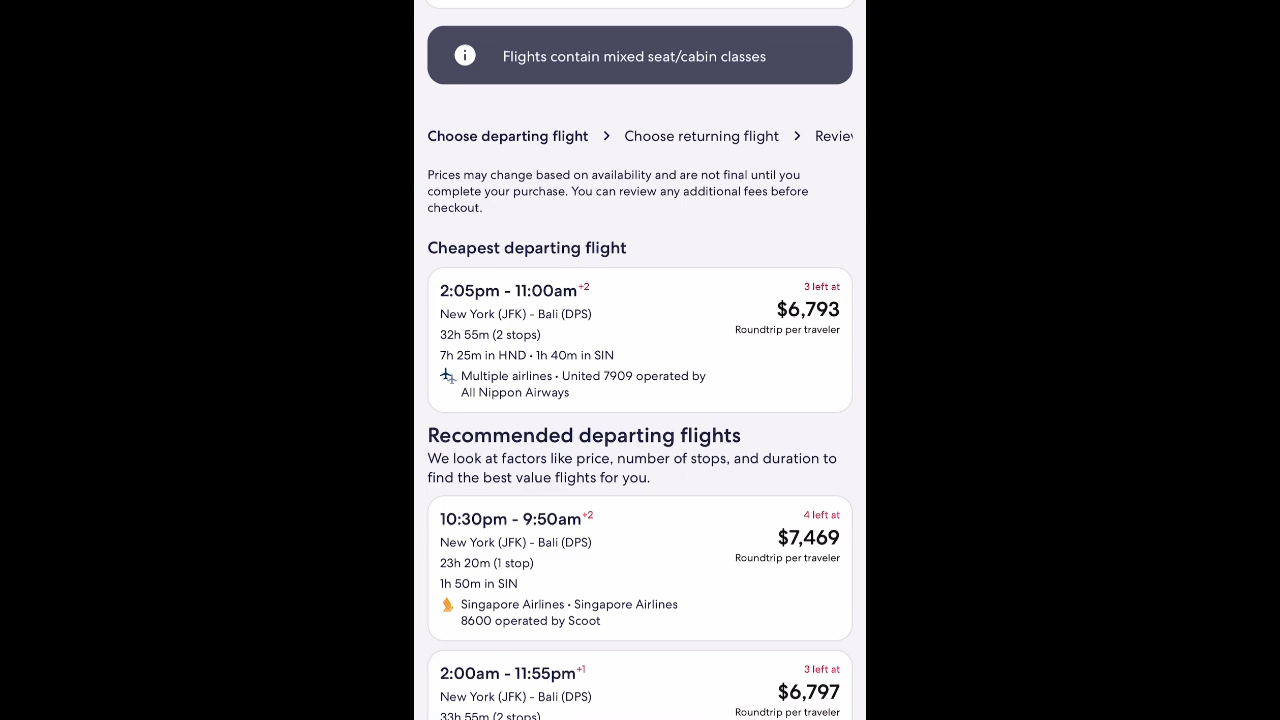 Flights contain mixed seat/cabin classes
Choose departing flight > Choose returning flight > Review
Prices may change based on availability and are not final until you
complete your purchase. You can review any additional fees before
checkout.
Cheapest departing flight
2:05pm - 11:00am+2
3 left at
$6,793
Roundtrip per traveler
New York (JFK) - Bali (DPS)
32h 55m (2 stops)
7h 25m in HND • 1h 40m in SIN
Multiple airlines • United 7909 operated by
All Nippon Airways
Recommended departing flights
We look at factors like price, number of stops, and duration to
find the best value flights for you.
10:30pm - 9:50am+2
4 left at
$7,469
Roundtrip per traveler
New York (JFK) - Bali (DPS)
23h 20m (1 stop)
1h 50m in SIN
Singapore Airlines • Singapore Airlines
8600 operated by Scoot
2:00am - 11:55pm+1
3 left at
$6,797
Roundtrip per traveler
New York (JFK) - Bali (DPS)
33h 55m (2 stops)